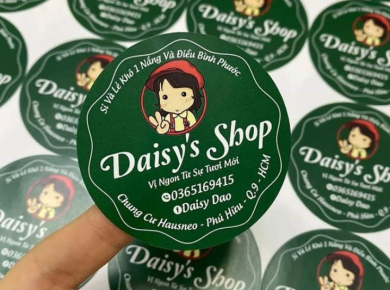 Sỉ Và Lẻ Khô 1 Nắng Và Điều Bình Phước
Daisy's Shop
Vị Ngon Từ Sự Tươi Mới
0365169415
Daisy Dao
Chung Cư Hausneo - Phú Hữu - Q.9 - HCM